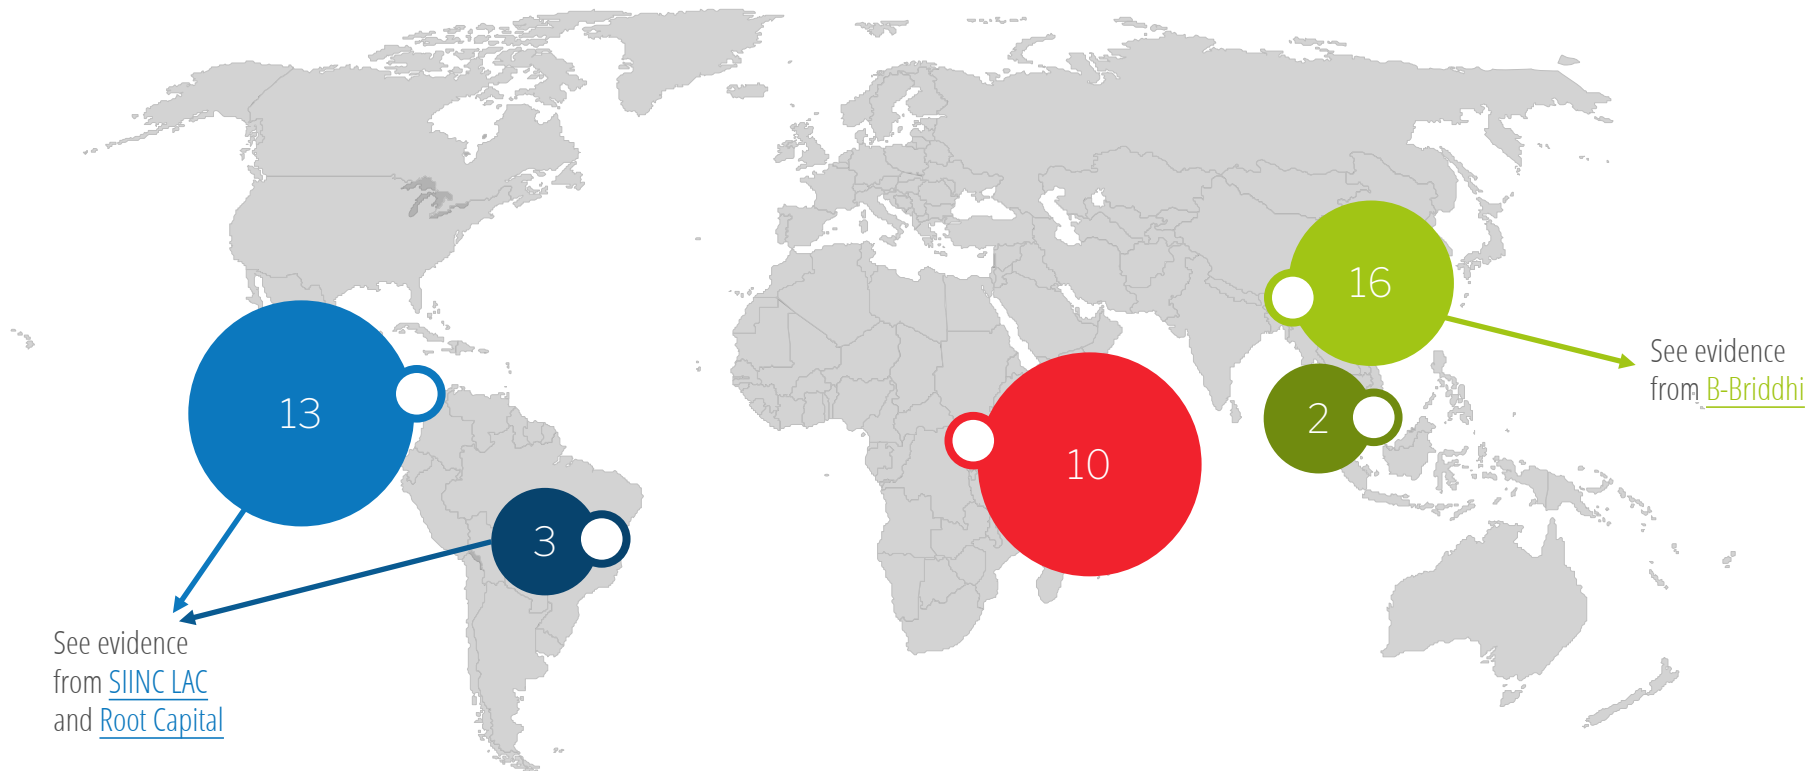 16
See evidence
from B-Briddhi
13
2
10
3
See evidence
from SIINC LAC
and Root Capital